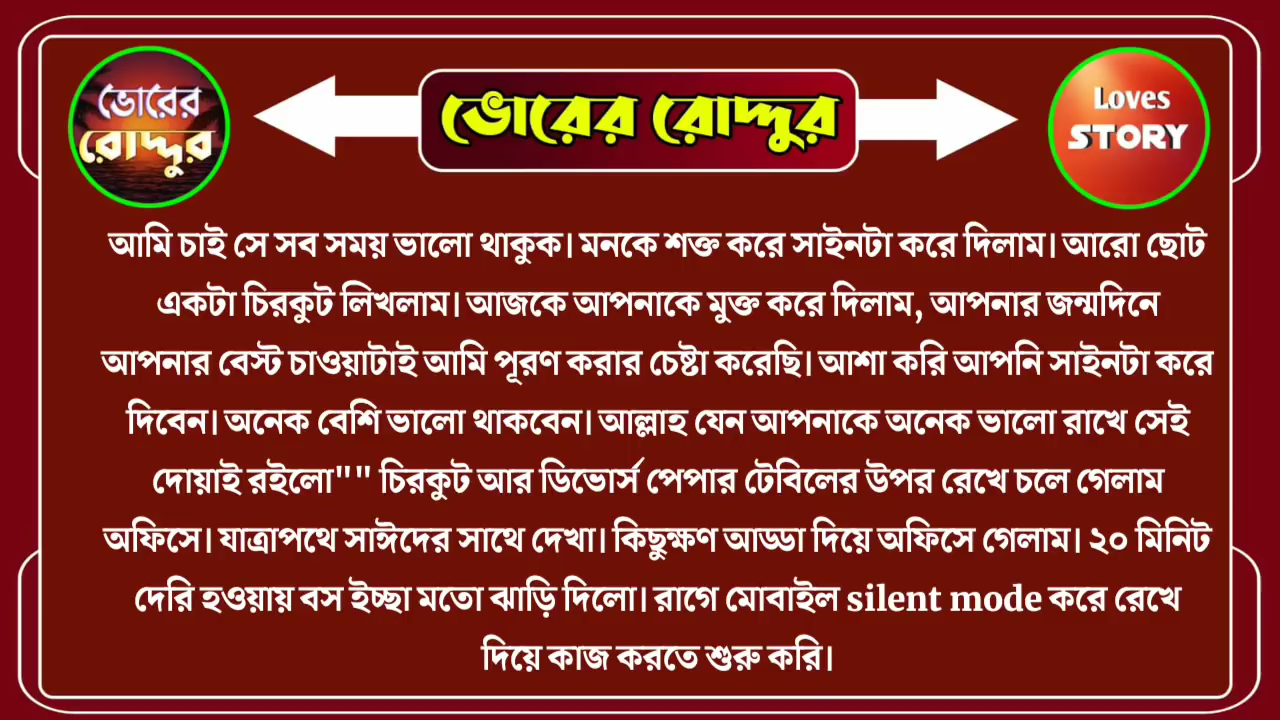 ভোরের
রোদ্দুর
ভোরের রোদ্দুর
Loves
STORY
আমি চাই সে সব সময় ভালো থাকুক। মনকে শক্ত করে সাইনটা করে দিলাম। আরো ছোট
একটা চিরকুট লিখলাম। আজকে আপনাকে মুক্ত করে দিলাম, আপনার জন্মদিনে
আপনার বেস্ট চাওয়াটাই আমি পূরণ করার চেষ্টা করেছি। আশা করি আপনি সাইনটা করে
দিবেন। অনেক বেশি ভালো থাকবেন। আল্লাহ যেন আপনাকে অনেক ভালো রাখে সেই
দোয়াই রইলো"" চিরকুট আর ডিভোর্স পেপার টেবিলের উপর রেখে চলে গেলাম
অফিসে। যাত্রাপথে সাঈদের সাথে দেখা। কিছুক্ষণ আড্ডা দিয়ে অফিসে গেলাম। ২০ মিনিট
দেরি হওয়ায় বস ইচ্ছা মতো ঝাড়ি দিলো। রাগে মোবাইল silent mode করে রেখে
দিয়ে কাজ করতে শুরু করি।